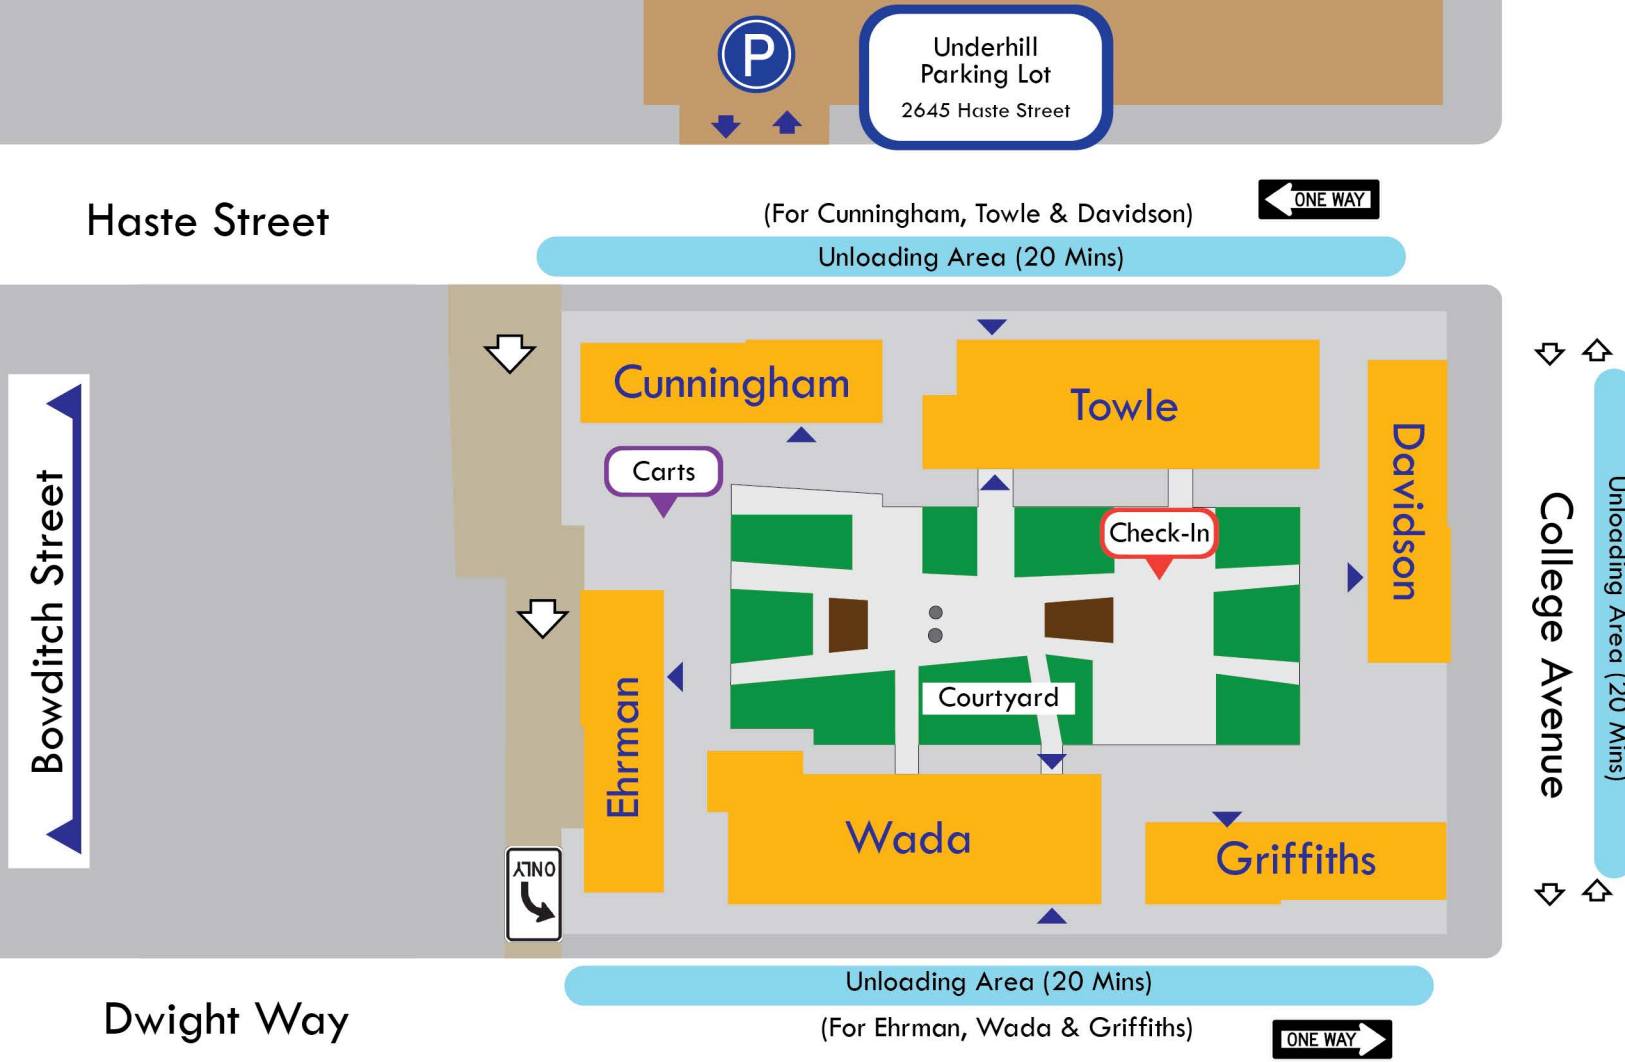 P
Underhill
Parking Lot
2645 Haste Street
Haste Street
(For Cunningham, Towle & Davidson)
ONE WAY
Unloading Area (20 Mins)
Cunningham
Towle
Davidson
Carts
Check-In
Bowditch Street
College Avenue
Unloading Area (20 Mins)
Ehrman
Courtyard
Wada
Griffiths
ONLY
Unloading Area (20 Mins)
Dwight Way
(For Ehrman, Wada & Griffiths)
ONE WAY